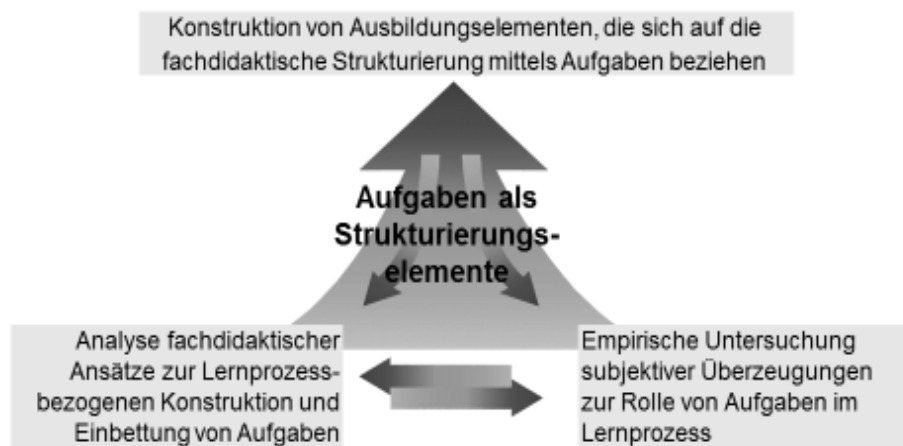 Konstruktion von Ausbildungselementen, die sich auf die
fachdidaktische Strukturierung mittels Aufgaben beziehen
Aufgaben als
Strukturierungs-
elemente
Analyse fachdidaktischer
Ansätze zur Lernprozess-
bezogenen Konstruktion und
Einbettung von Aufgaben
Empirische Untersuchung
subjektiver Überzeugungen
zur Rolle von Aufgaben im
Lernprozess